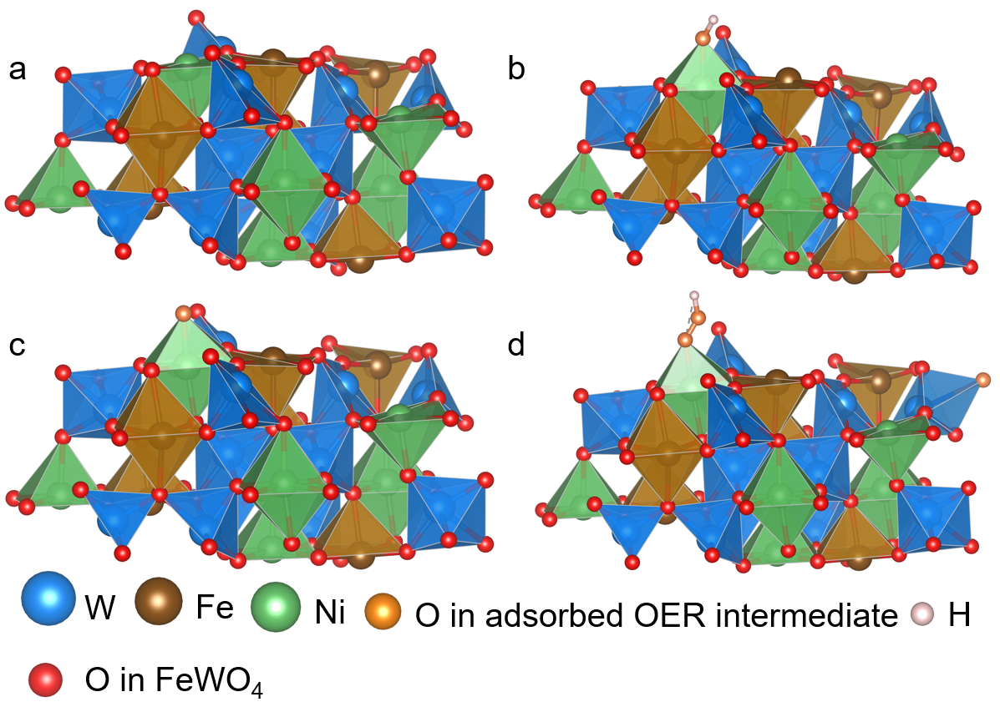 a
b
c
d
W
Fe
Ni
O in adsorbed OER intermediate
H
O in FeWO₄